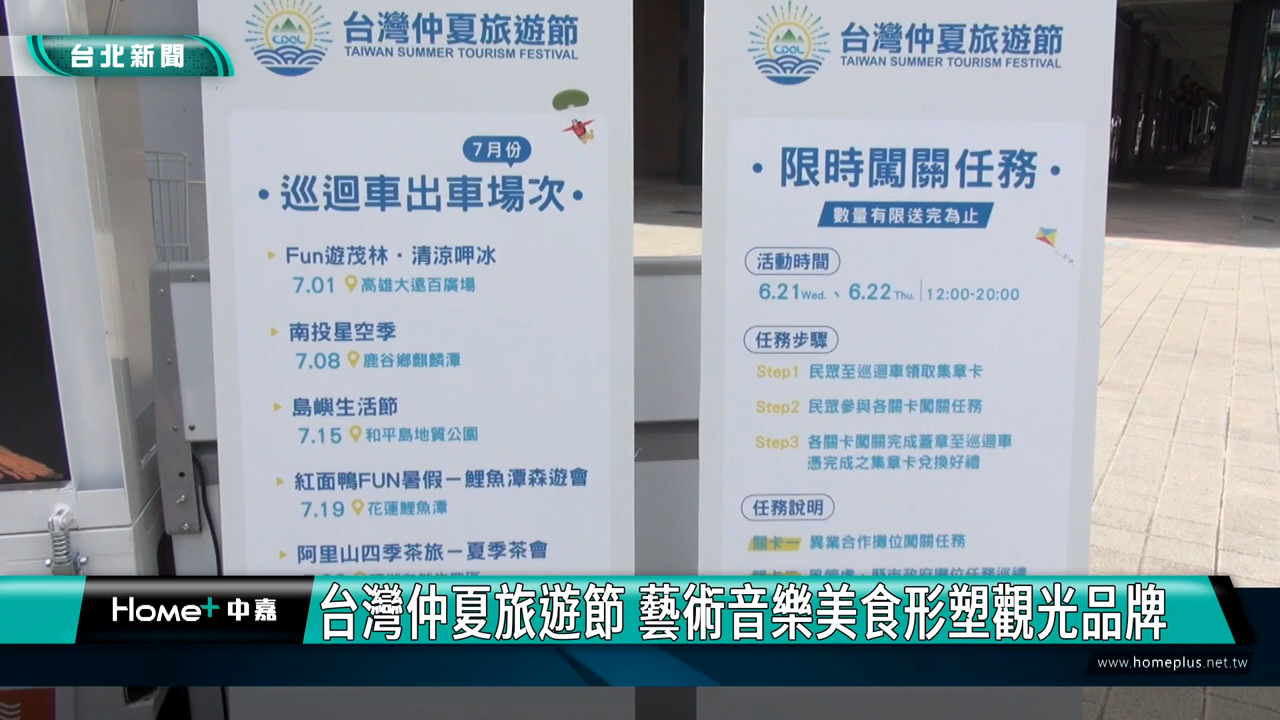 台北新聞
COOL
台灣仲夏旅遊節
TAIWAN SUMMER TOURISM FESTIVAL
7月份
•巡迴車出車場次•
Fun遊茂林·清涼呷冰
7.01 高雄大遠百廣場
南投星空季
7.08 鹿谷鄉麒麟潭
島嶼生活節
7.15 和平島地質公園
紅面鴨FUN暑假－鯉魚潭森遊會
7.19 花蓮鯉魚潭
阿里山四季茶旅－夏季茶會
COOL
台灣仲夏旅遊節
TAIWAN SUMMER TOURISM FESTIVAL
•限時闖關任務•
數量有限送完為止
活動時間
6.21 Wed.、6.22 Thu.｜12:00-20:00
任務步驟
Step1 民眾至巡迴車領取集章卡
Step2 民眾參與各關卡闖關任務
Step3 各關卡闖關完成蓋章至巡迴車
憑完成之集章卡兌換好禮
任務說明
關卡一 異業合作攤位闖關任務
Home+中嘉
台灣仲夏旅遊節 藝術音樂美食形塑觀光品牌
www.homeplus.net.tw